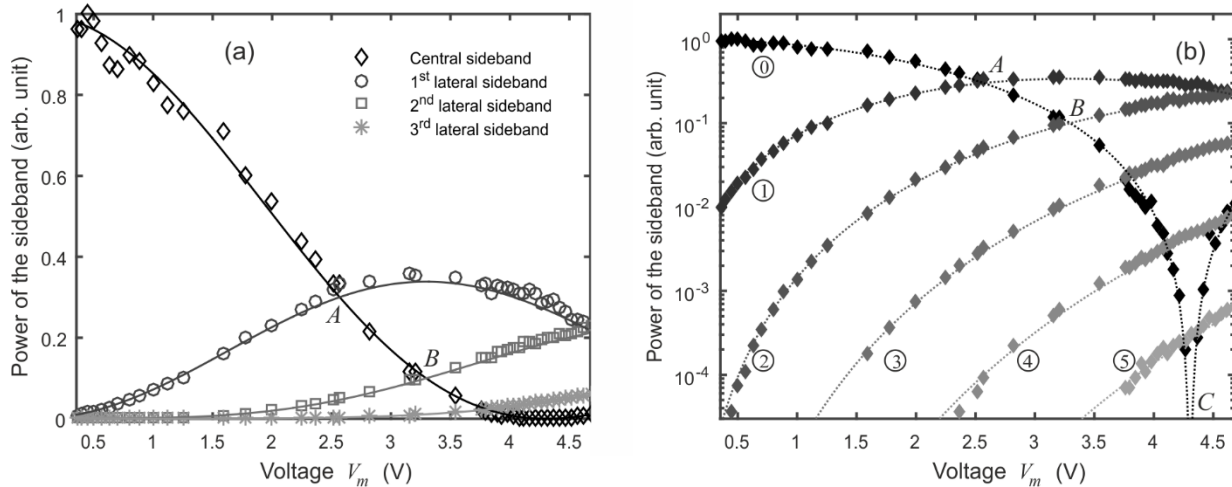 (a)
Central sideband
1st lateral sideband
2nd lateral sideband
3rd lateral sideband
A
B
1
0.8
0.6
0.4
0.2
0
0.5 1 1.5 2 2.5 3 3.5 4 4.5
Power of the sideband (arb. unit)
Voltage Vm (V)
(b)
A
B
C
⓪
①
② ③ ④ ⑤
10^0
10^-1
10^-2
10^-3
10^-4
0.5 1 1.5 2 2.5 3 3.5 4 4.5
Power of the sideband (arb. unit)
Voltage Vm (V)